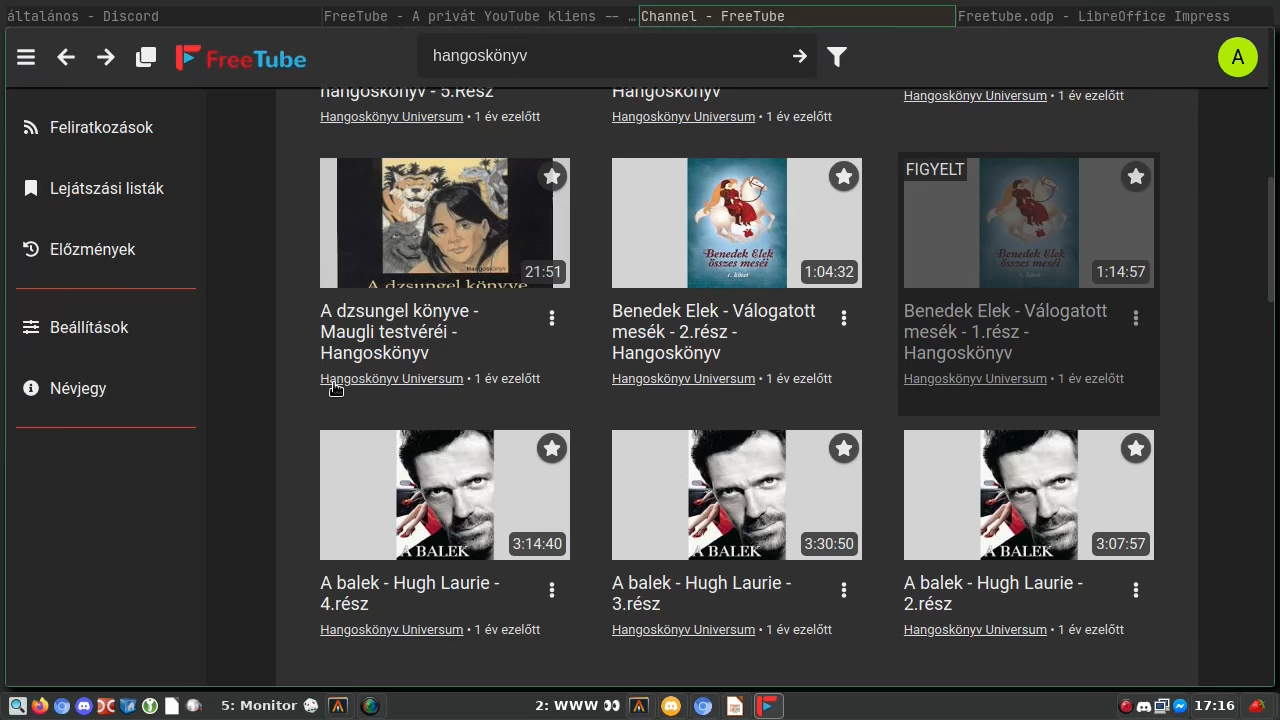 általános - Discord
FreeTube - A privát YouTube kliens -- …
Channel - FreeTube
Freetube.odp - LibreOffice Impress
FreeTube
hangoskönyv
A
Feliratkozások
Lejátszási listák
Előzmények
Beállítások
Névjegy
hangoskönyv - 5.Rész
Hangoskönyv Universum • 1 év ezelőtt
Hangoskönyv
Hangoskönyv Universum • 1 év ezelőtt
Hangoskönyv Universum • 1 év ezelőtt
A dzsungel könyve
21:51
A dzsungel könyve -
Maugli testvéréi -
Hangoskönyv
Hangoskönyv Universum • 1 év ezelőtt
Benedek Elek
összes meséi
1. kötet
1:04:32
Benedek Elek - Válogatott
mesék - 2.rész -
Hangoskönyv
Hangoskönyv Universum • 1 év ezelőtt
FIGYELT
Benedek Elek
összes meséi
1. kötet
1:14:57
Benedek Elek - Válogatott
mesék - 1.rész -
Hangoskönyv
Hangoskönyv Universum • 1 év ezelőtt
A BALEK
3:14:40
A balek - Hugh Laurie -
4.rész
Hangoskönyv Universum • 1 év ezelőtt
A BALEK
3:30:50
A balek - Hugh Laurie -
3.rész
Hangoskönyv Universum • 1 év ezelőtt
A BALEK
3:07:57
A balek - Hugh Laurie -
2.rész
Hangoskönyv Universum • 1 év ezelőtt
5: Monitor
2: WWW
17:16